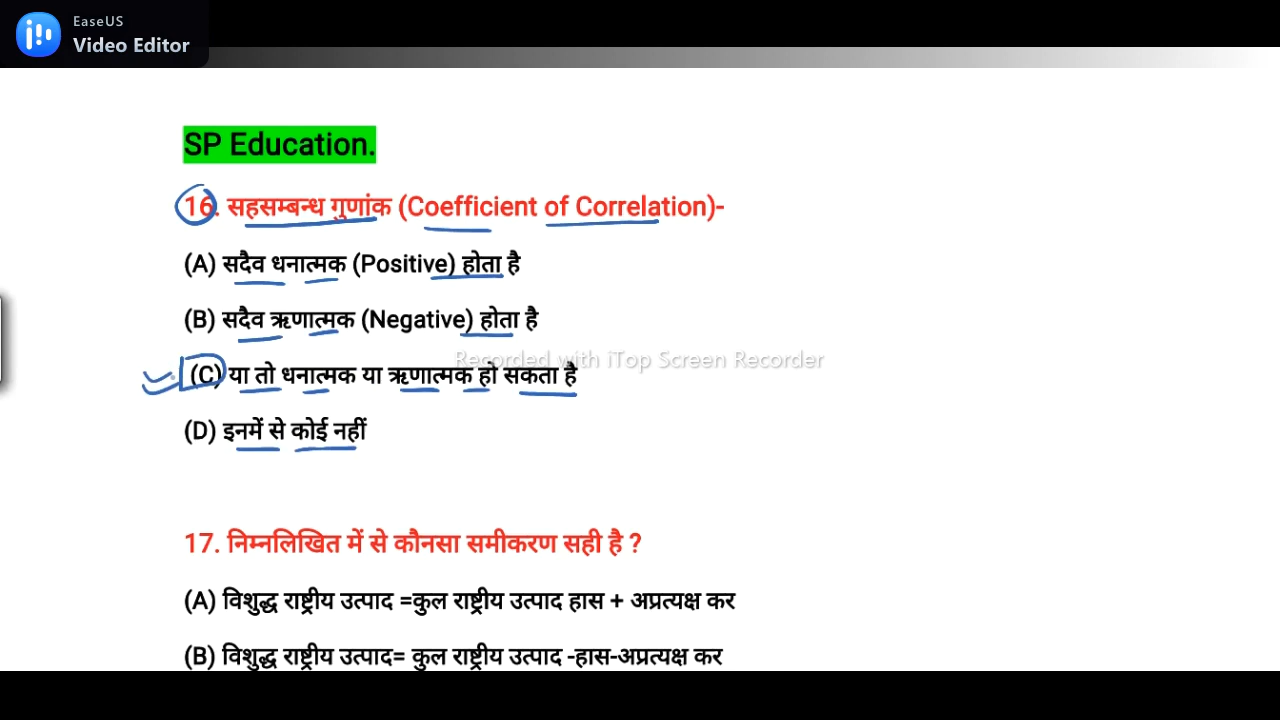 EaseUS
Video Editor
SP Education.
16. सहसम्बन्ध गुणांक (Coefficient of Correlation)-
(A) सदैव धनात्मक (Positive) होता है
(B) सदैव ऋणात्मक (Negative) होता है
Recorded with iTop Screen Recorder
(C) या तो धनात्मक या ऋणात्मक हो सकता है
(D) इनमें से कोई नहीं
17. निम्नलिखित में से कौनसा समीकरण सही है ?
(A) विशुद्ध राष्ट्रीय उत्पाद =कुल राष्ट्रीय उत्पाद हास + अप्रत्यक्ष कर
(B) विशुद्ध राष्ट्रीय उत्पाद= कुल राष्ट्रीय उत्पाद -हास-अप्रत्यक्ष कर